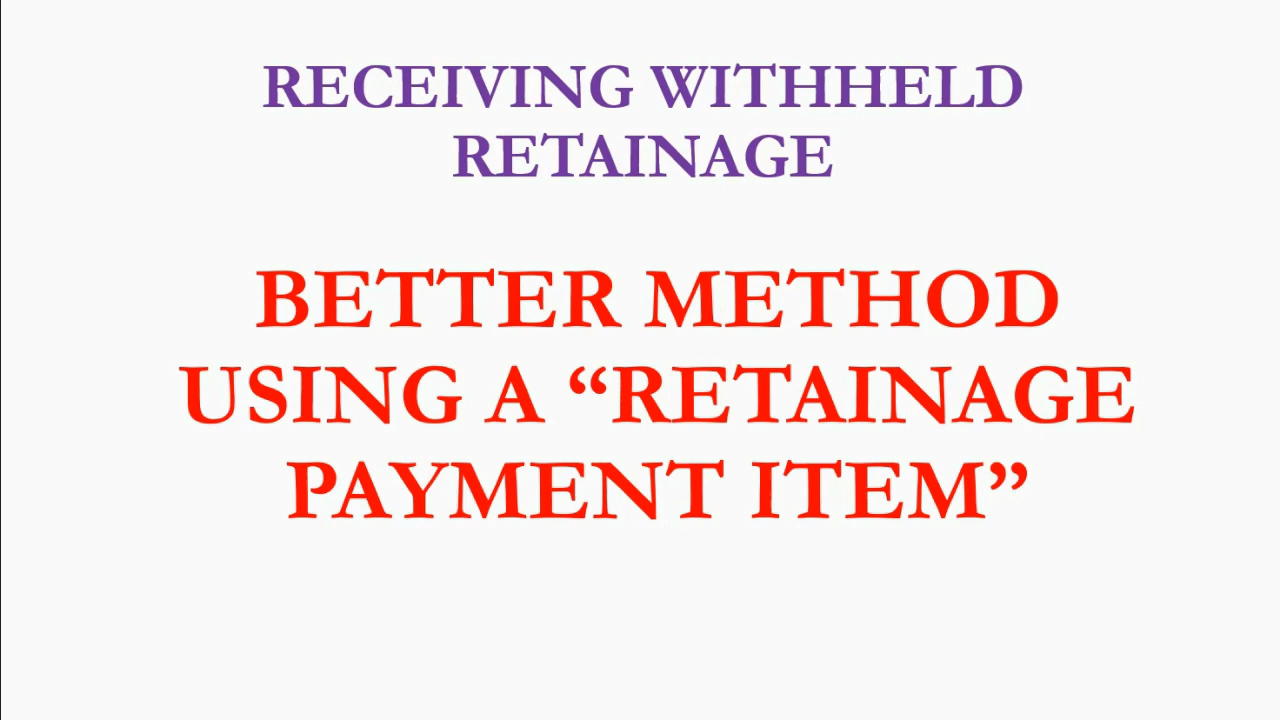 RECEIVING WITHHELD
RETAINAGE
BETTER METHOD
USING A “RETAINAGE
PAYMENT ITEM”